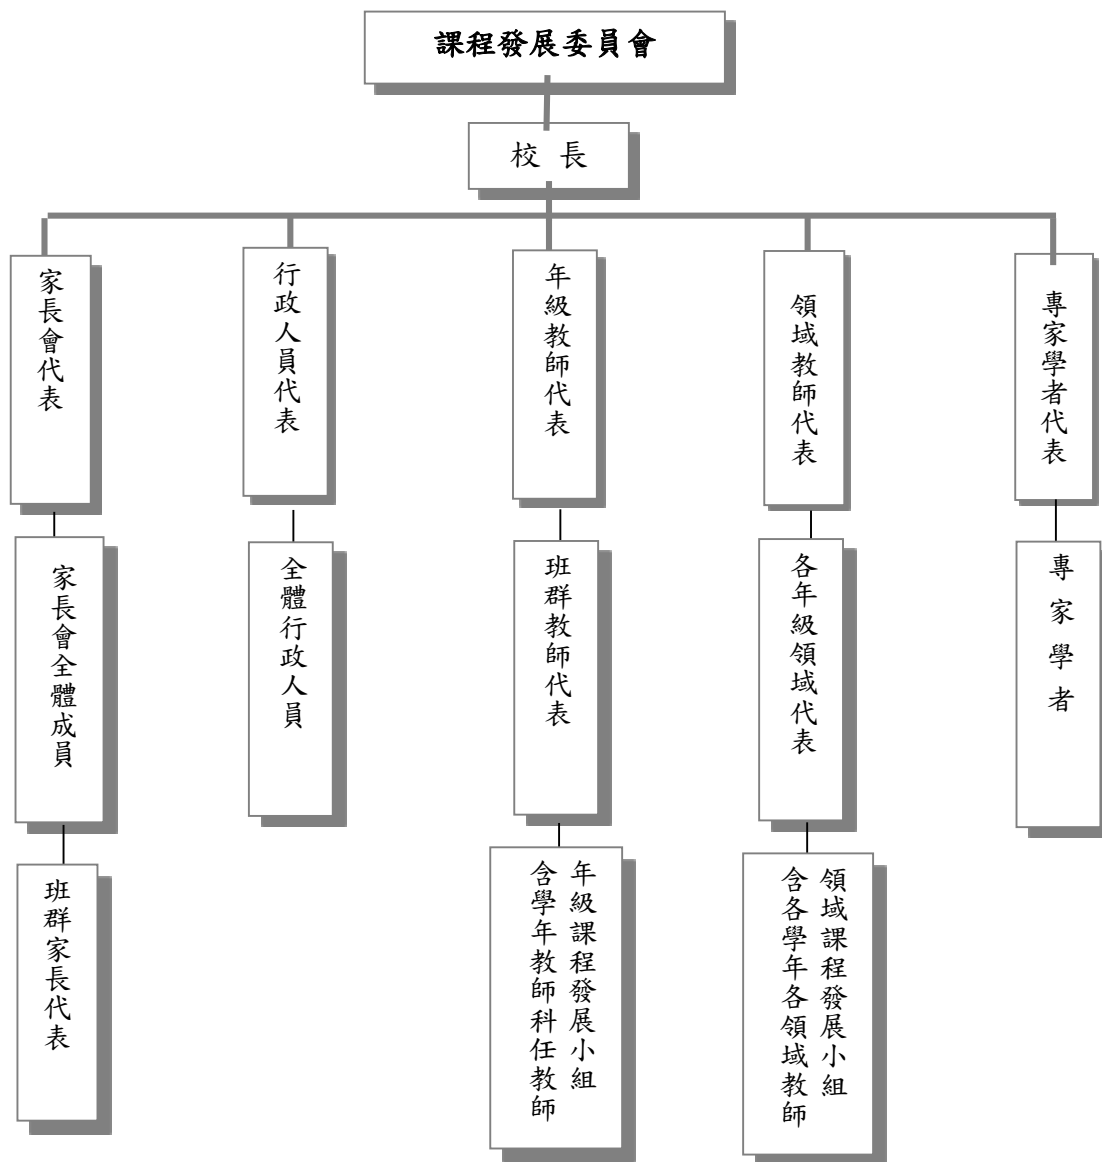 課程發展委員會
校 長
家長會代表
行政人員代表
年級教師代表
領域教師代表
專家學者代表
家長會全體成員
全體行政人員
班群教師代表
各年級領域代表
專家學者
班群家長代表
年級課程發展小組
含學年教師科任教師
領域課程發展小組
含各學年各領域教師